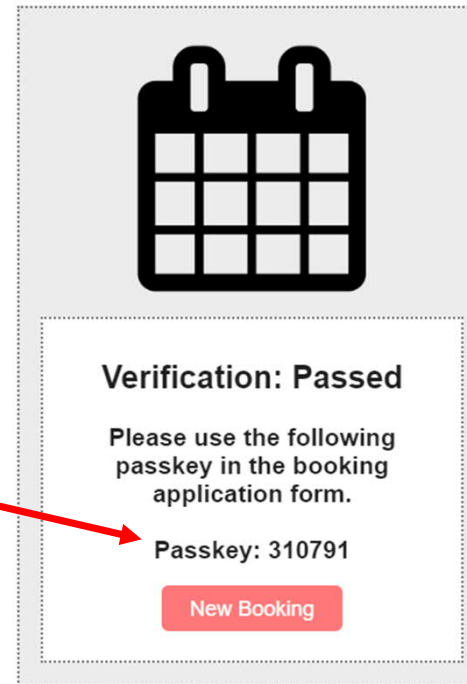 Verification: Passed
Please use the following
passkey in the booking
application form.
Passkey: 310791
New Booking